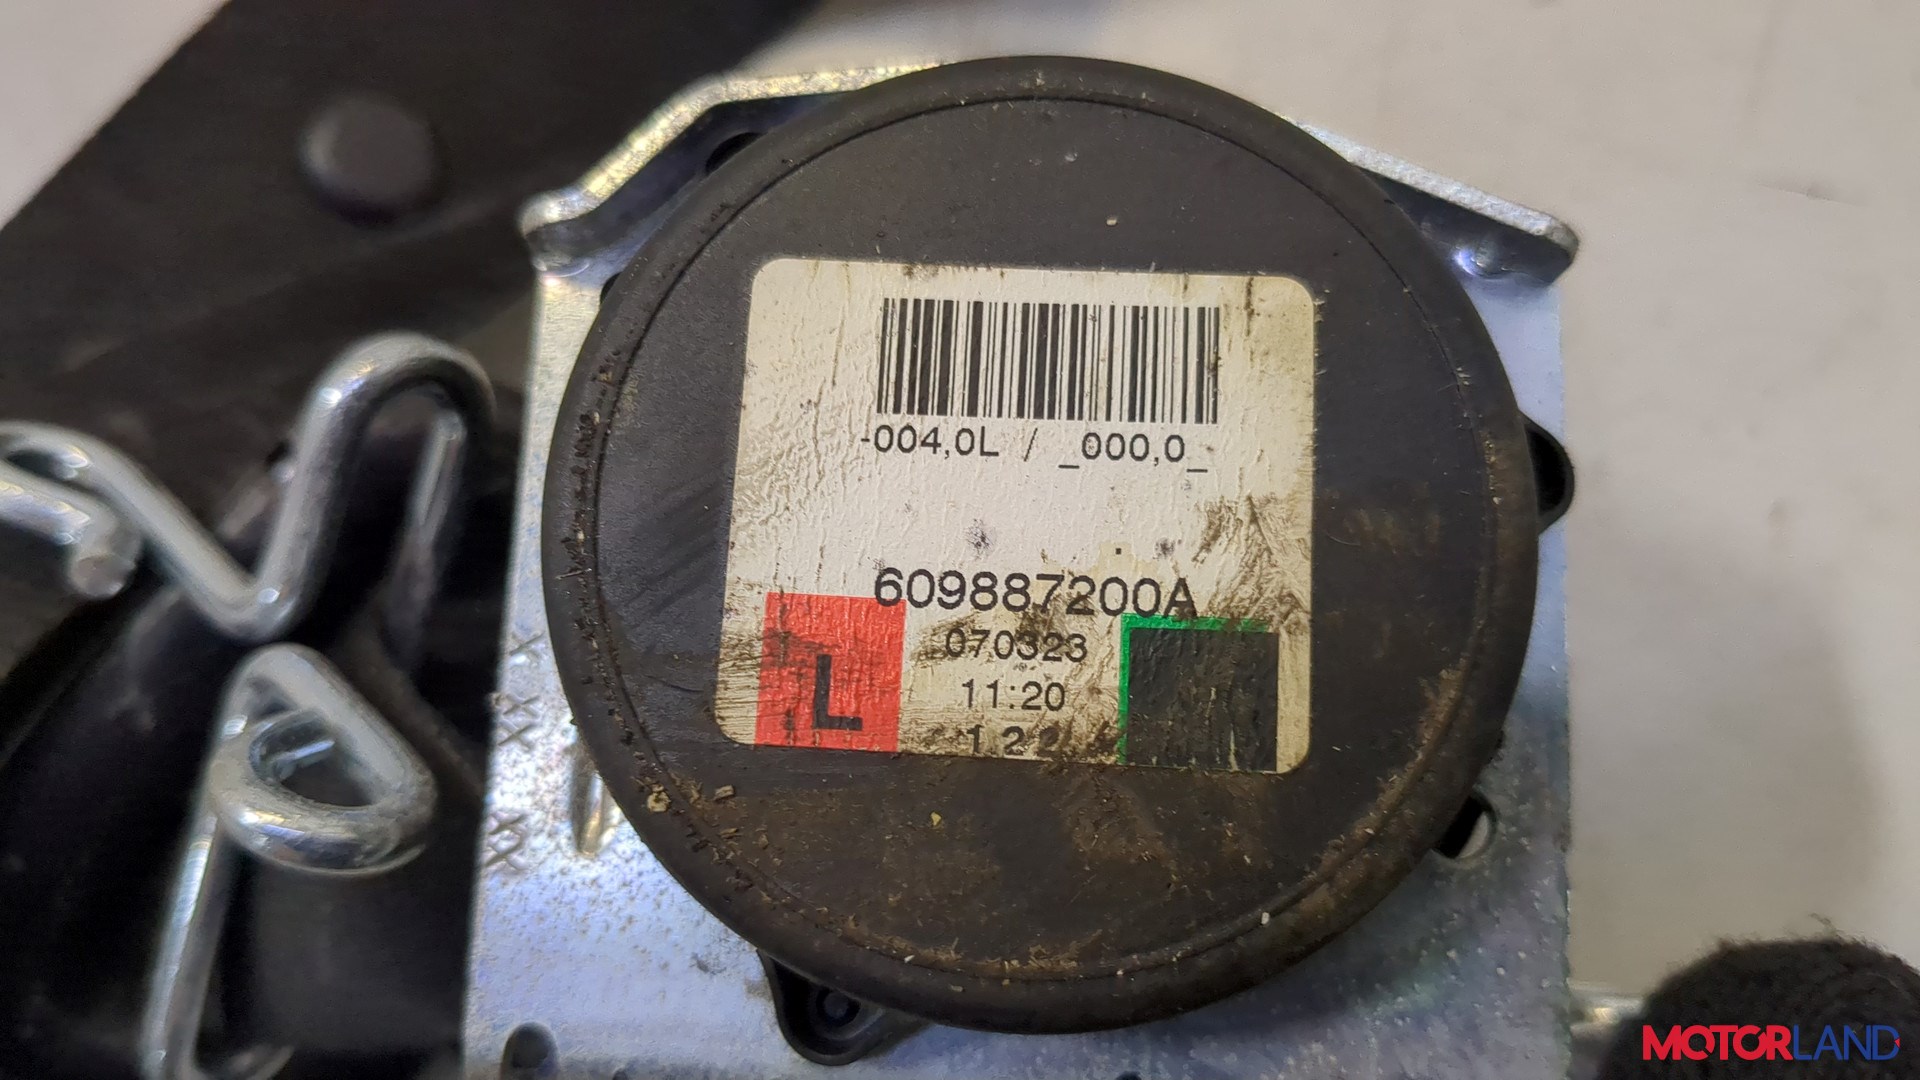 -004,0L / _000,0_
609887200A
070323
L
11:20
MOTORLAND